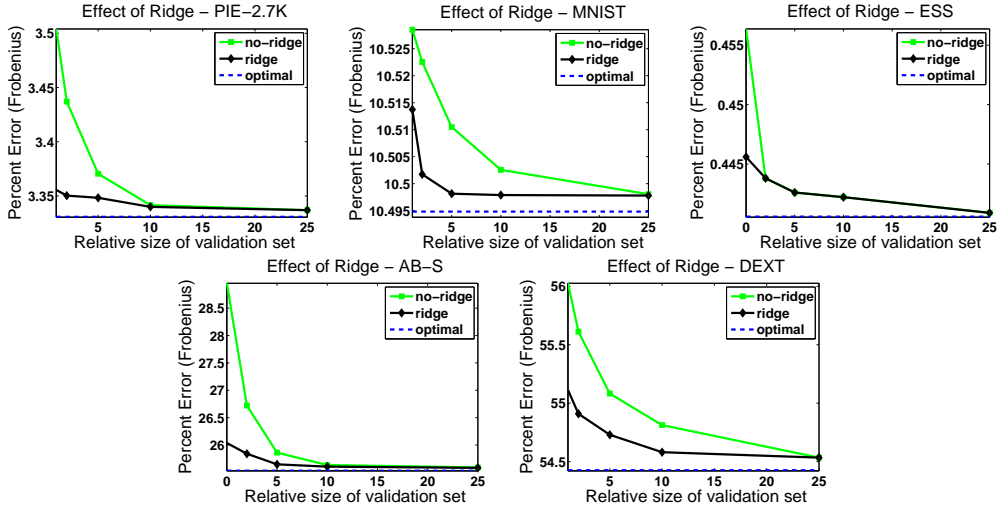 Effect of Ridge − PIE−2.7K
Percent Error (Frobenius)
3.5
3.45
3.4
3.35
5
10
15
20
25
Relative size of validation set
no−ridge
ridge
optimal
Effect of Ridge − MNIST
Percent Error (Frobenius)
10.525
10.52
10.515
10.51
10.505
10.5
10.495
5
10
15
20
25
Relative size of validation set
no−ridge
ridge
optimal
Effect of Ridge − ESS
Percent Error (Frobenius)
0.455
0.45
0.445
0
5
10
15
20
25
Relative size of validation set
no−ridge
ridge
optimal
Effect of Ridge − AB−S
Percent Error (Frobenius)
28.5
28
27.5
27
26.5
26
0
5
10
15
20
25
Relative size of validation set
no−ridge
ridge
optimal
Effect of Ridge − DEXT
Percent Error (Frobenius)
56
55.5
55
54.5
5
10
15
20
25
Relative size of validation set
no−ridge
ridge
optimal